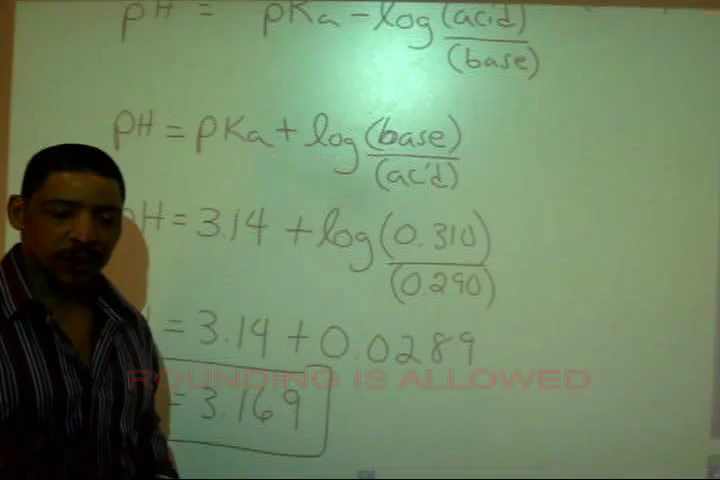 pH = pKa - log (acid)
(base)
pH = pKa + log (base)
(acid)
pH = 3.14 + log (0.310)
(0.290)
= 3.14 + 0.0289
ROUNDING IS ALLOWED
= 3.169